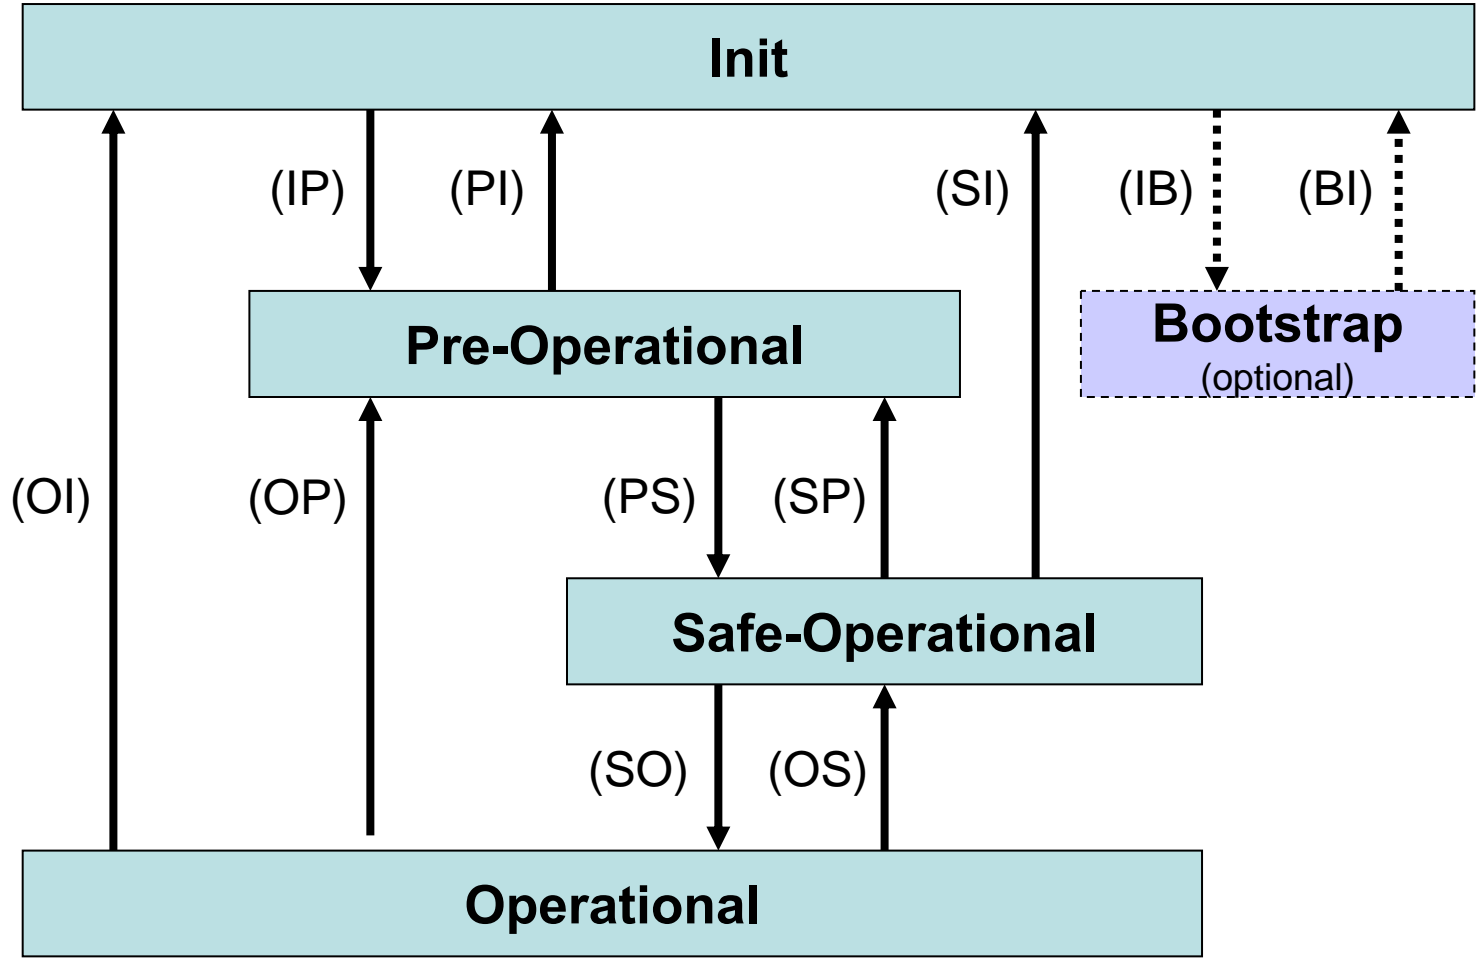 Init
(IP)
(PI)
(SI)
(IB)
(BI)
Pre-Operational
Bootstrap
(optional)
(OI)
(OP)
(PS)
(SP)
Safe-Operational
(SO)
(OS)
Operational